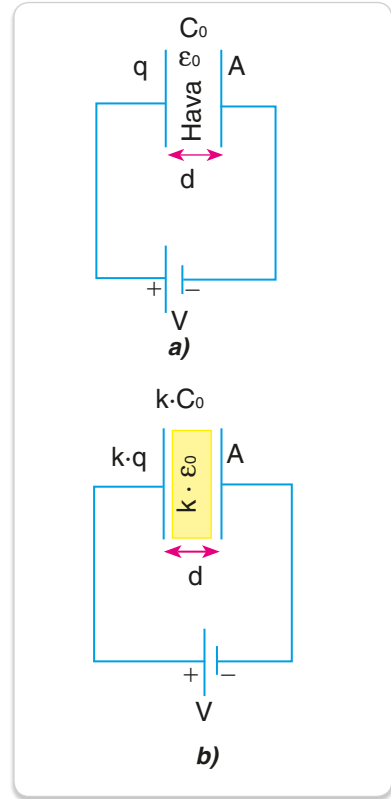 C₀
q ε₀ A
Hava
d
+ −
V
a)
k·C₀
k·q A
k · ε₀
d
+ −
V
b)